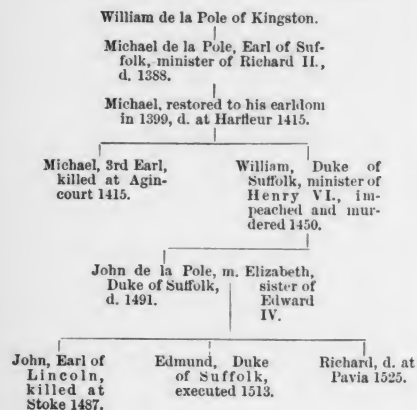 William de la Pole of Kingston.
Michael de la Pole, Earl of Suf-
folk, minister of Richard II.,
d. 1388.
Michael, restored to his earldom
in 1399, d. at Harfleur 1415.
Michael, 3rd Earl,
killed at Agin-
court 1415.
William, Duke of
Suffolk, minister of
Henry VI., im-
peached and mur-
dered 1450.
John de la Pole, m. Elizabeth,
Duke of Suffolk, sister of
d. 1491. Edward
IV.
John, Earl of
Lincoln,
killed at
Stoke 1487.
Edmund, Duke
of Suffolk,
executed 1513.
Richard, d. at
Pavia 1525.